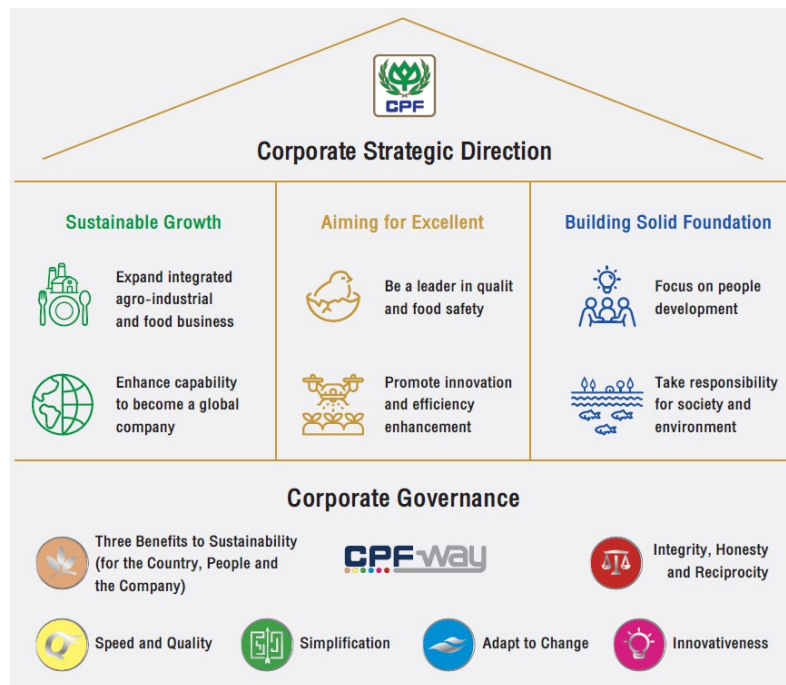 CPF
Corporate Strategic Direction
Sustainable Growth
Expand integrated
agro-industrial
and food business
Enhance capability
to become a global
company
Aiming for Excellent
Be a leader in qualit
and food safety
Promote innovation
and efficiency
enhancement
Building Solid Foundation
Focus on people
development
Take responsibility
for society and
environment
Corporate Governance
Three Benefits to Sustainability
(for the Country, People and
the Company)
CPF way
Integrity, Honesty
and Reciprocity
Speed and Quality
Simplification
Adapt to Change
Innovativeness